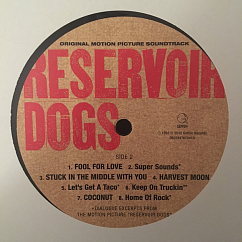 ORIGINAL MOTION PICTURE SOUNDTRACK
RESERVOIR
DOGS
SIDE 2
1. FOOL FOR LOVE 2. Super Sounds*
3. STUCK IN THE MIDDLE WITH YOU 4. HARVEST MOON
5. Let's Get A Taco* 6. Keep On Truckin'*
7. COCONUT 8. Home Of Rock*
*DIALOGUE EXCERPTS FROM
THE MOTION PICTURE "RESERVOIR DOGS"